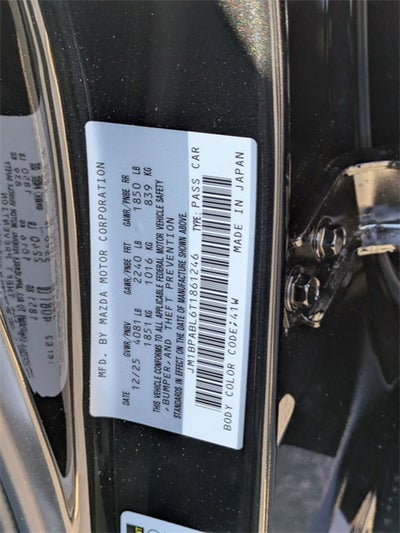 MFD. BY MAZDA MOTOR CORPORATION
DATE GVWR/PNBV GAWR/PNBE FRT GAWR/PNBE RR
12/25 4081 LB 2240 LB 1850 LB
1851 KG 1016 KG 839 KG
THIS VEHICLE CONFORMS TO ALL APPLICABLE FEDERAL MOTOR VEHICLE SAFETY
,BUMPER,AND THEFT PREVENTION
STANDARDS IN EFFECT ON THE DATE OF MANUFACTURE SHOWN ABOVE.
JM1BPABL6T1861246 TYPE:PASS CAR
BODY COLOR CODE;41W MADE IN JAPAN